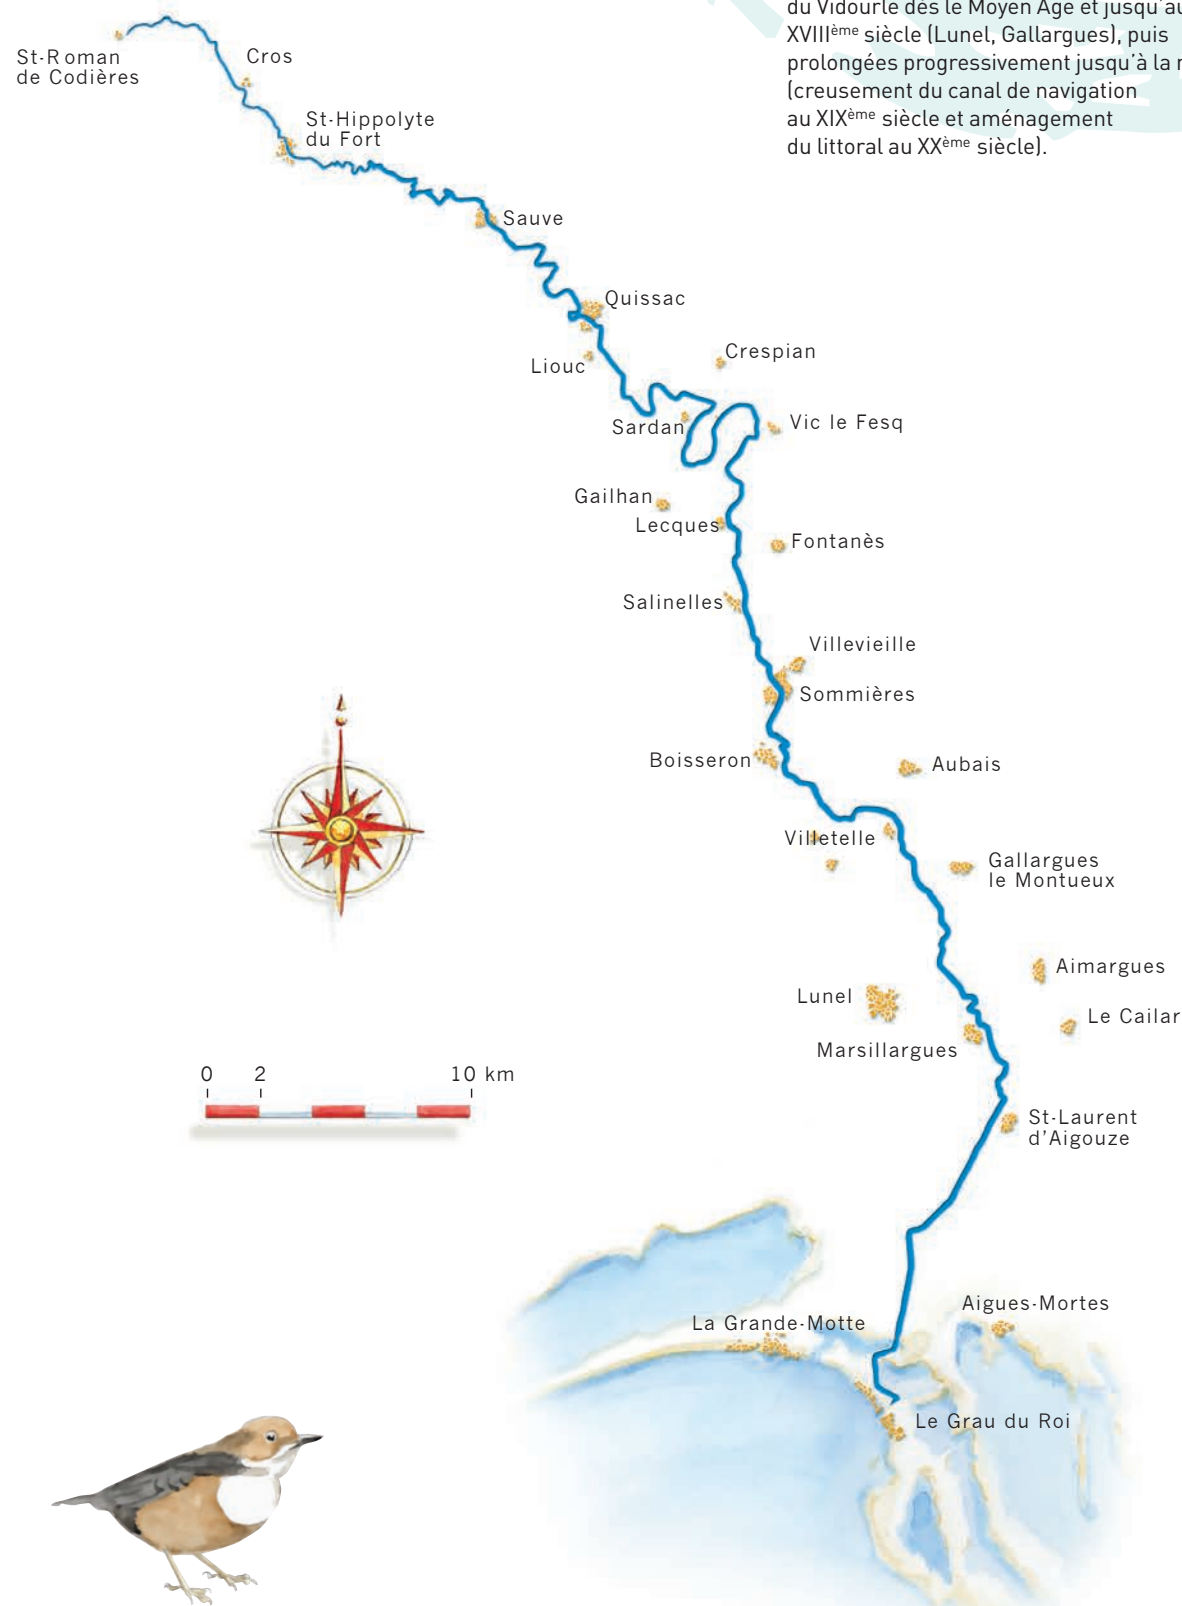 du Vidourle dès le Moyen Age et jusqu'au
XVIIIème siècle (Lunel, Gallargues), puis
prolongées progressivement jusqu'à la
(creusement du canal de navigation
au XIXème siècle et aménagement
du littoral au XXème siècle).
St-Roman
de Codières
Cros
St-Hippolyte
du Fort
Sauve
Quissac
Liouc
Crespian
Sardan
Vic le Fesq
Gailhan
Lecques
Fontanès
Salinelles
Villevieille
Sommières
Boisseron
Aubais
Villetelle
Gallargues
le Montueux
Aimargues
Lunel
Le Cailar
Marsillargues
0 2 10 km
St-Laurent
d'Aigouze
Aigues-Mortes
La Grande-Motte
Le Grau du Roi